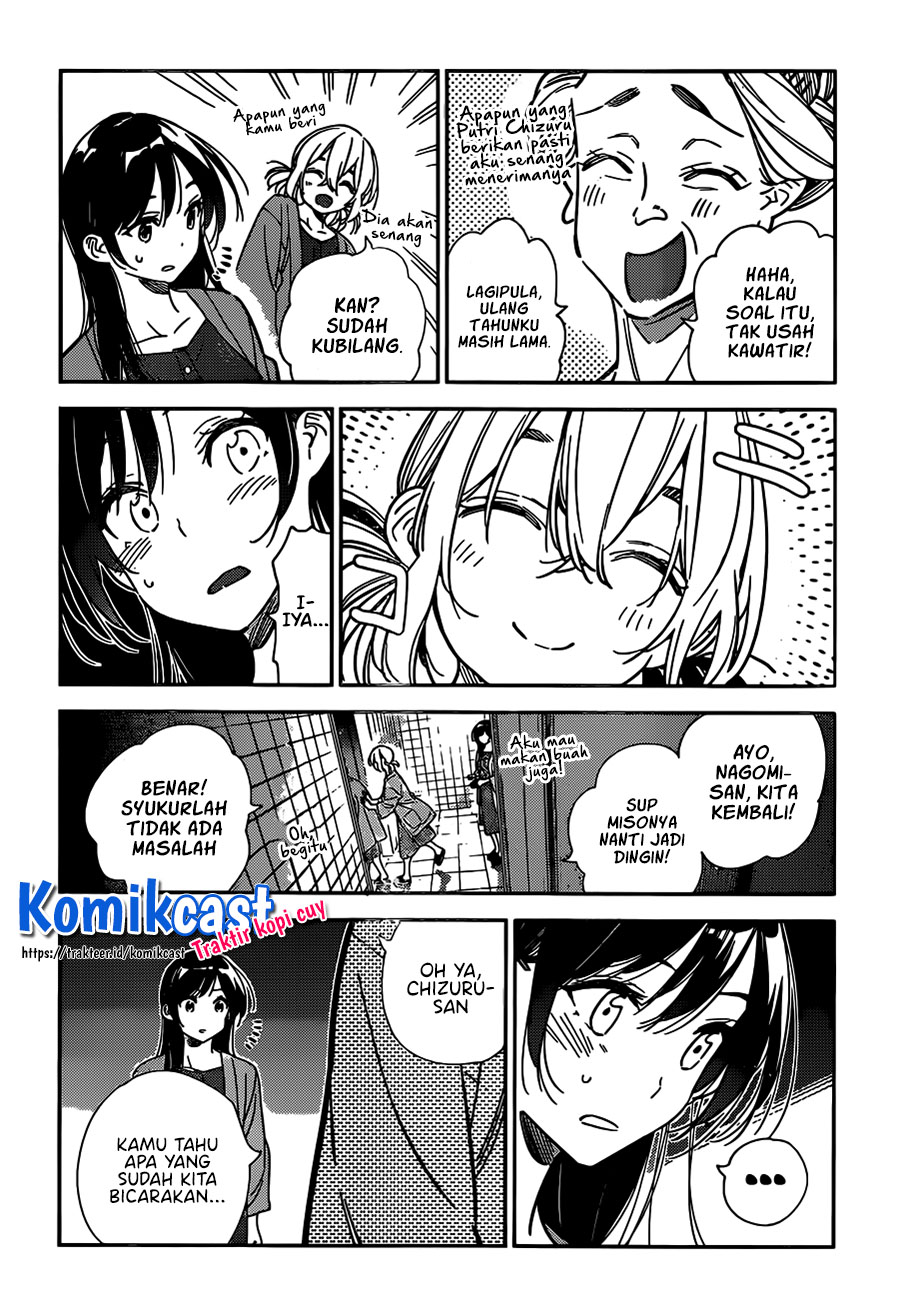 HAHA,
KALAU
SOAL ITU,
TAK USAH
KAWATIR!
Apapun yang
Putri Chizuru
berikan pasti
aku senang
menerimanya
LAGIPULA,
ULANG
TAHUNKU
MASIH LAMA.
Apapun yang
kamu beri
Dia akan
senang
KAN?
SUDAH
KUBILANG.
ニ
コ
I-
IYA...
AYO,
NAGOMI-
SAN, KITA
KEMBALI!
SUP
MISONYA
NANTI JADI
DINGIN!
Aku mau
makan buah
juga!
BENAR!
SYUKURLAH
TIDAK ADA
MASALAH
Oh,
begitu
Komikcast
Traktir kopi cuy
https://trakteer.id/komikcast
...
OH YA,
CHIZURU-
SAN
KAMU TAHU
APA YANG
SUDAH KITA
BICARAKAN...